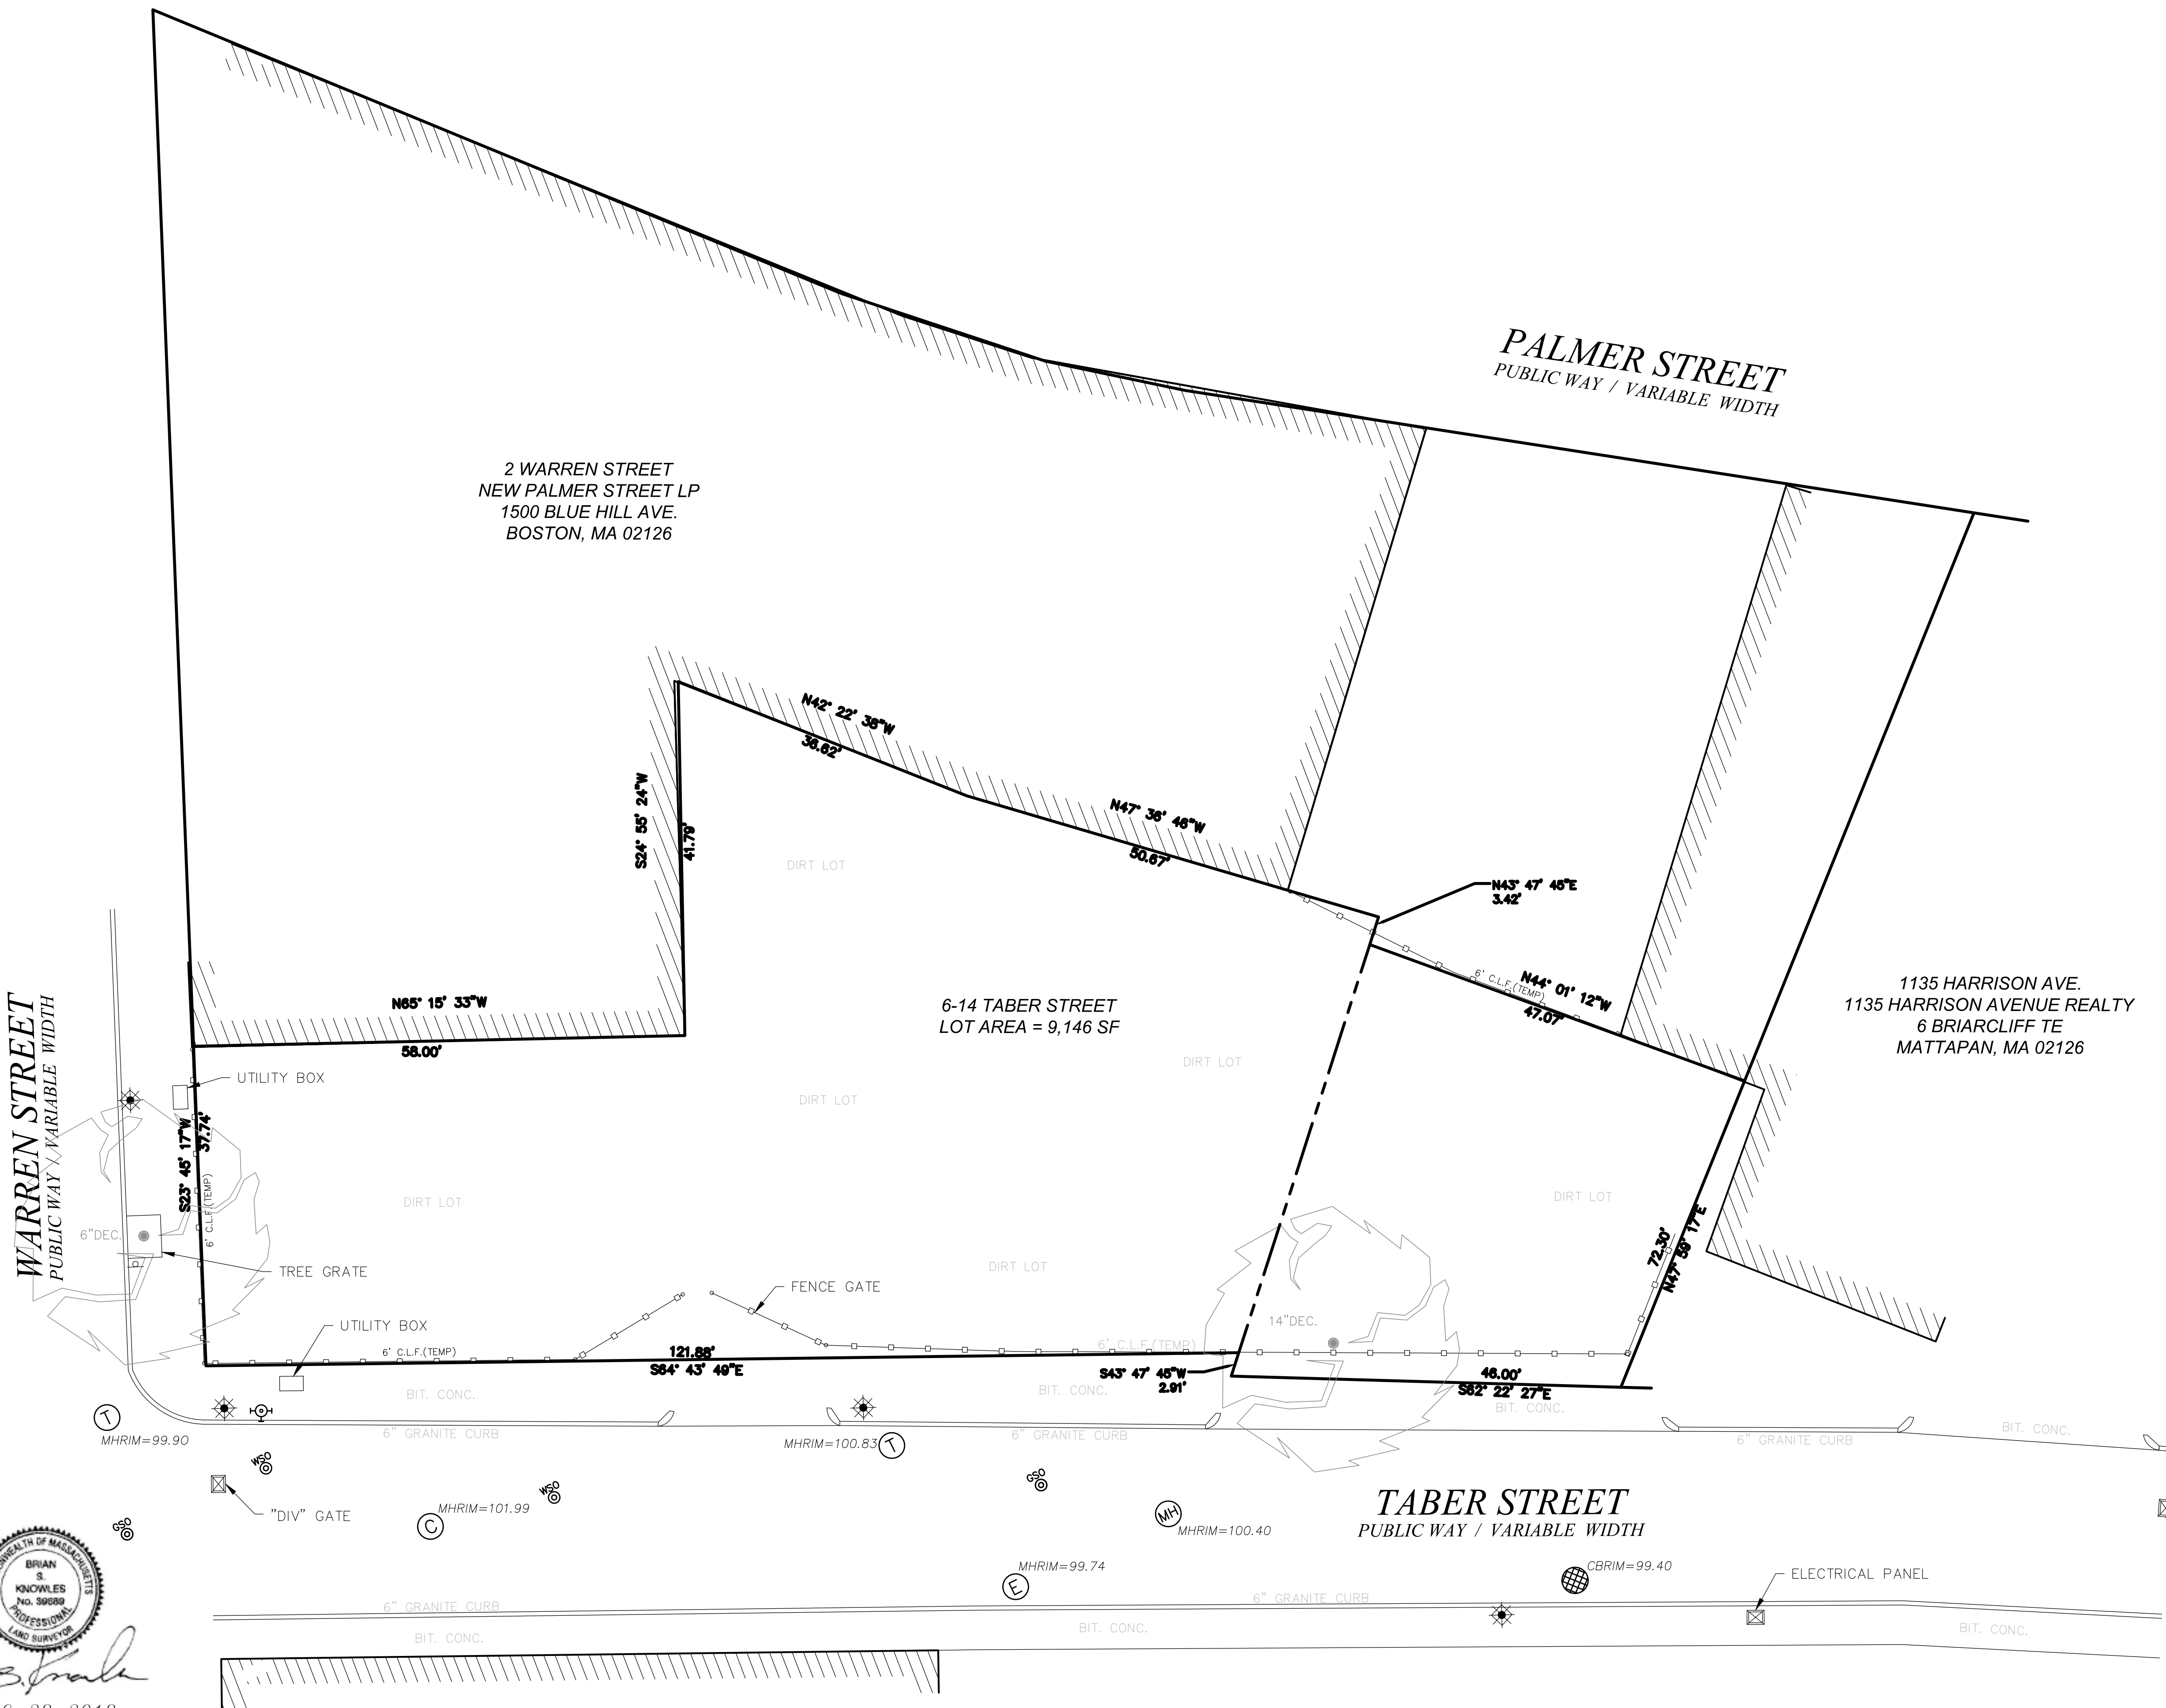 PALMER STREET
PUBLIC WAY / VARIABLE WIDTH
2 WARREN STREET
NEW PALMER STREET LP
1500 BLUE HILL AVE.
BOSTON, MA 02126
N42° 22' 38"W
36.62'
S24° 55' 24"W
41.79'
DIRT LOT
N47° 36' 46"W
50.67'
N43° 47' 45"E
3.42'
6' C.L.F.(TEMP)
N44° 01' 12"W
47.07'
1135 HARRISON AVE.
1135 HARRISON AVENUE REALTY
6 BRIARCLIFF TE
MATTAPAN, MA 02126
N65° 15' 33"W
58.00'
6-14 TABER STREET
LOT AREA = 9,146 SF
DIRT LOT
DIRT LOT
UTILITY BOX
WARREN STREET
PUBLIC WAY / VARIABLE WIDTH
S23° 45' 17"W
37.74'
6' C.L.F.(TEMP)
DIRT LOT
DIRT LOT
6"DEC.
TREE GRATE
DIRT LOT
FENCE GATE
72.30'
N47° 59' 17"E
14"DEC.
UTILITY BOX
6' C.L.F.(TEMP)
121.88'
S64° 43' 49"E
6' C.L.F.(TEMP)
S43° 47' 45"W
2.91'
46.00'
S62° 22' 27"E
BIT. CONC.
BIT. CONC.
BIT. CONC.
BIT. CONC.
T
MHRIM=99.90
6" GRANITE CURB
MHRIM=100.83
T
6" GRANITE CURB
6" GRANITE CURB
WSO
WSO
GSO
"DIV" GATE
GSO
C
MHRIM=101.99
MH
MHRIM=100.40
TABER STREET
PUBLIC WAY / VARIABLE WIDTH
MHRIM=99.74
E
CBRIM=99.40
ELECTRICAL PANEL
6" GRANITE CURB
6" GRANITE CURB
BIT. CONC.
BIT. CONC.
BIT. CONC.
OF MASSACHUSETTS
BRIAN
S.
KNOWLES
No. 39689
PROFESSIONAL
LAND SURVEYOR